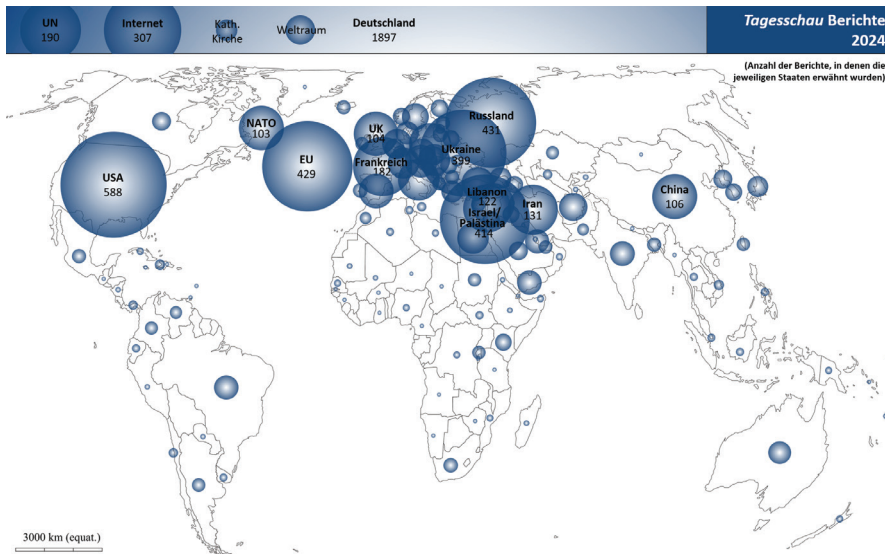 UN
190
Internet
307
Kath.
Kirche
Weltraum
Deutschland
1897
Tagesschau Berichte
2024
(Anzahl der Berichte, in denen die
jeweiligen Staaten erwähnt wurden)
NATO
103
UK
104
Russland
431
EU
429
Frankreich
182
Ukraine
399
USA
588
Libanon
122
Israel/
Palästina
414
Iran
131
China
106
3000 km (equat.)